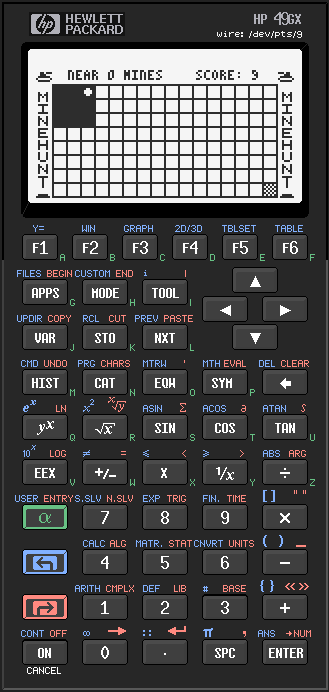 hp HEWLETT PACKARD HP 49GX
wire: /dev/pts/9
NEAR 0 MINES SCORE: 9
MINEHUNT MINEHUNT
Y= WIN GRAPH 2D/3D TBLSET TABLE
F1 A F2 B F3 C F4 D F5 E F6 F
FILES BEGIN CUSTOM END i |
APPS G MODE H TOOL I ▲
◀ ▶
UPDIR COPY RCL CUT PREV PASTE
VAR J STO K NXT L ▼
CMD UNDO PRG CHARS MTRW ' MTH EVAL DEL CLEAR
HIST M CAT N EQW O SYM P ←
eˣ LN x² ˣ√y ASIN Σ ACOS ∂ ATAN ∫
yˣ Q √x R SIN S COS T TAN U
10ˣ LOG ≠ = ≤ < ≥ > ABS ARG
EEX V +/− W X X 1/x Y ÷ Z
USER ENTRY S.SLV N.SLV EXP TRIG FIN. TIME [ ] " "
α 7 8 9 ×
CALC ALG MATR. STAT CNVRT UNITS ( ) _
4 5 6 −
ARITH CMPLX DEF LIB # BASE { } « »
1 2 3 +
CONT OFF ∞ → :: ↵ π , ANS →NUM
ON 0 . SPC ENTER
CANCEL